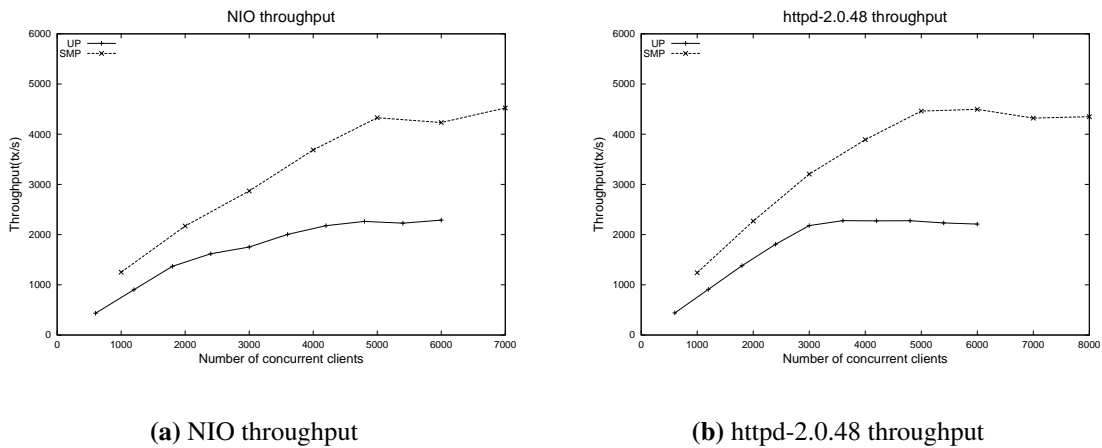 NIO throughput
6000
5000
4000
3000
2000
1000
0
Throughput(tx/s)
UP
SMP
0 1000 2000 3000 4000 5000 6000 7000
Number of concurrent clients
(a) NIO throughput
httpd-2.0.48 throughput
6000
5000
4000
3000
2000
1000
0
Throughput(tx/s)
UP
SMP
0 1000 2000 3000 4000 5000 6000 7000 8000
Number of concurrent clients
(b) httpd-2.0.48 throughput